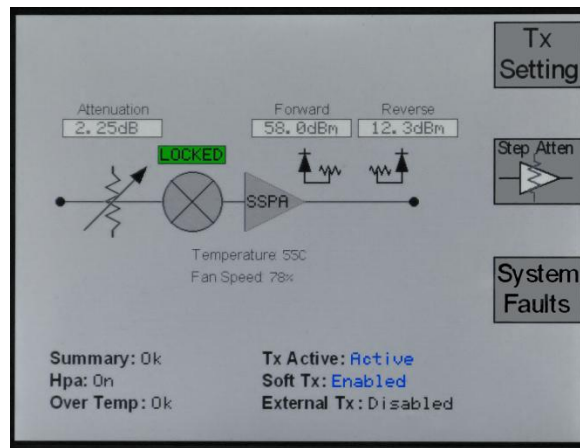 Tx
Setting
Attenuation
2.25dB
Forward
58.0dBm
Reverse
12.3dBm
LOCKED
Step Atten
SSPA
Temperature: 55C
Fan Speed: 78%
System
Faults
Summary: Ok
Hpa: On
Over Temp: Ok
Tx Active: Active
Soft Tx: Enabled
External Tx: Disabled